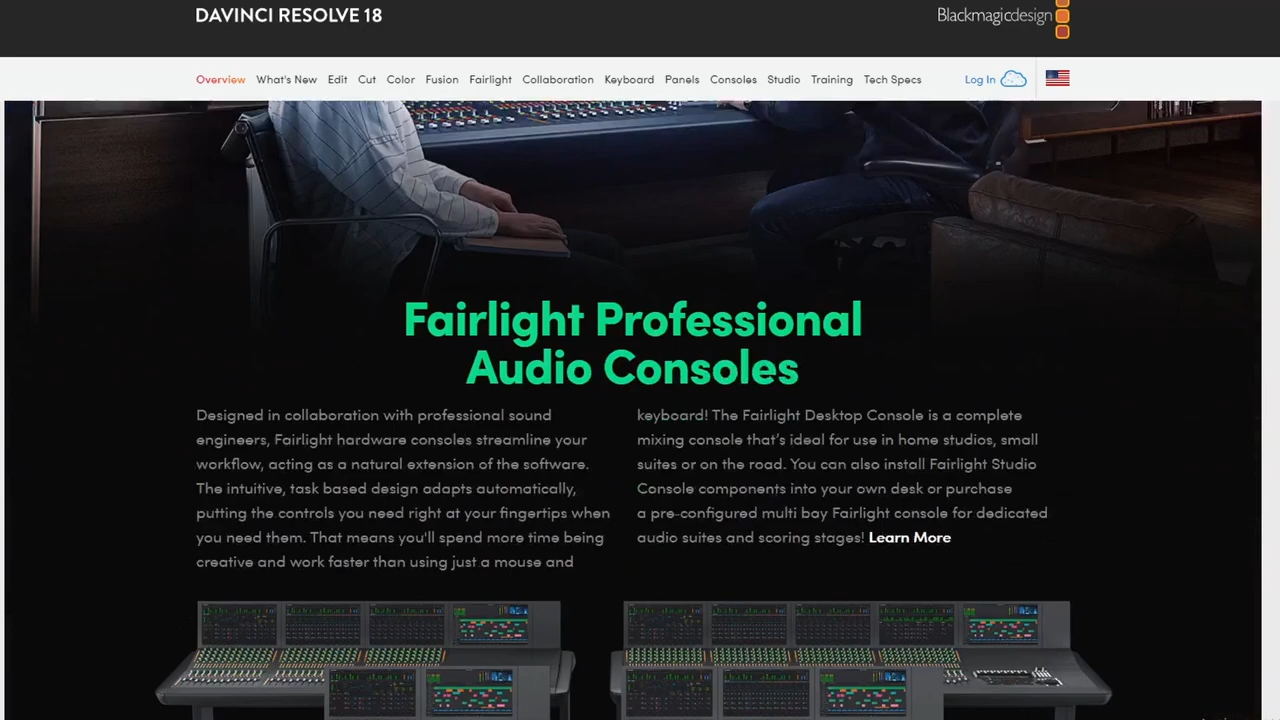 DAVINCI RESOLVE 18
Blackmagicdesign
Overview What's New Edit Cut Color Fusion Fairlight Collaboration Keyboard Panels Consoles Studio Training Tech Specs Log In
Fairlight Professional
Audio Consoles
Designed in collaboration with professional sound
engineers, Fairlight hardware consoles streamline your
workflow, acting as a natural extension of the software.
The intuitive, task based design adapts automatically,
putting the controls you need right at your fingertips when
you need them. That means you'll spend more time being
creative and work faster than using just a mouse and
keyboard! The Fairlight Desktop Console is a complete
mixing console that's ideal for use in home studios, small
suites or on the road. You can also install Fairlight Studio
Console components into your own desk or purchase
a pre-configured multi bay Fairlight console for dedicated
audio suites and scoring stages! Learn More